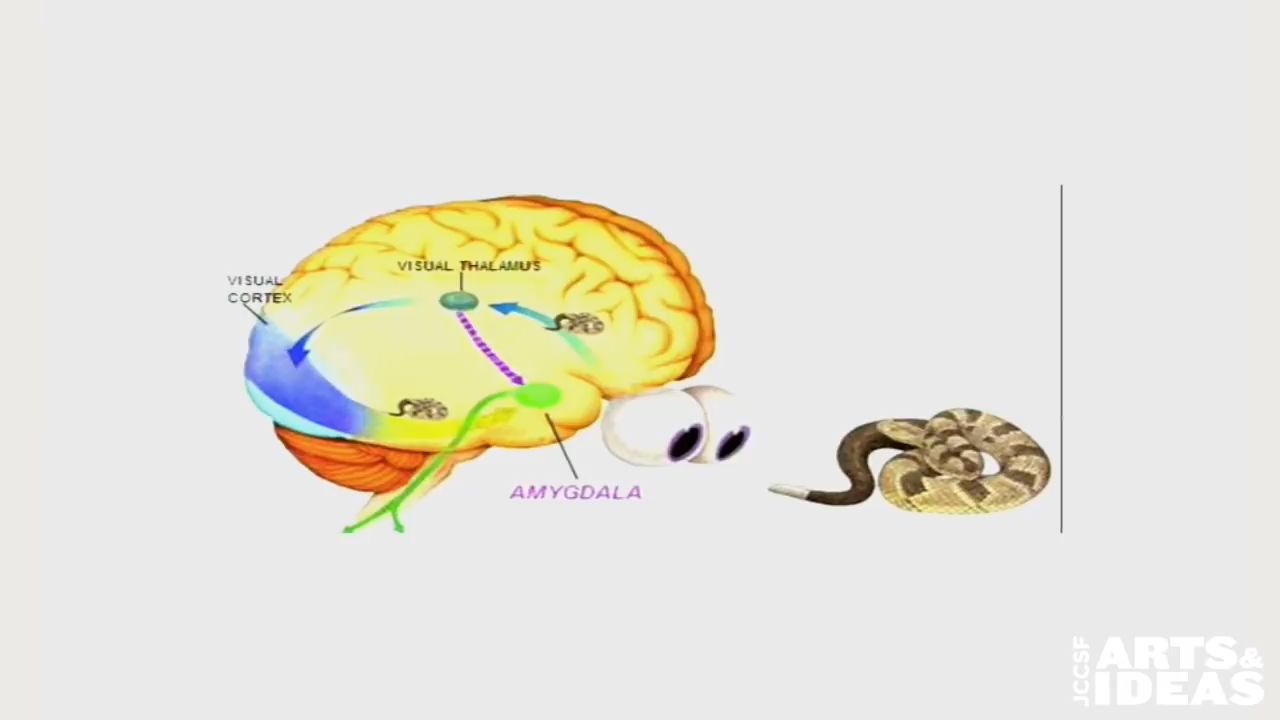 VISUAL THALAMUS
VISUAL
CORTEX
AMYGDALA
JCCSF
ARTS&
IDEAS